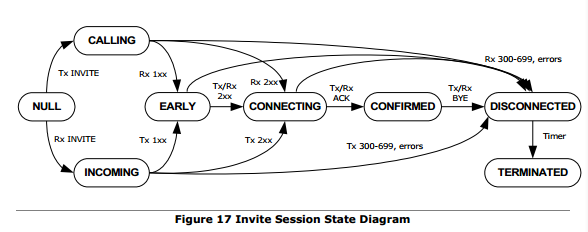 CALLING
Tx INVITE
Rx 1xx
Rx 2xx
Rx 300-699, errors
Tx/Rx
2xx
Tx/Rx
ACK
Tx/Rx
BYE
NULL
EARLY
CONNECTING
CONFIRMED
DISCONNECTED
Rx INVITE
Tx 1xx
Tx 2xx
Tx 300-699, errors
Timer
INCOMING
TERMINATED
Figure 17 Invite Session State Diagram